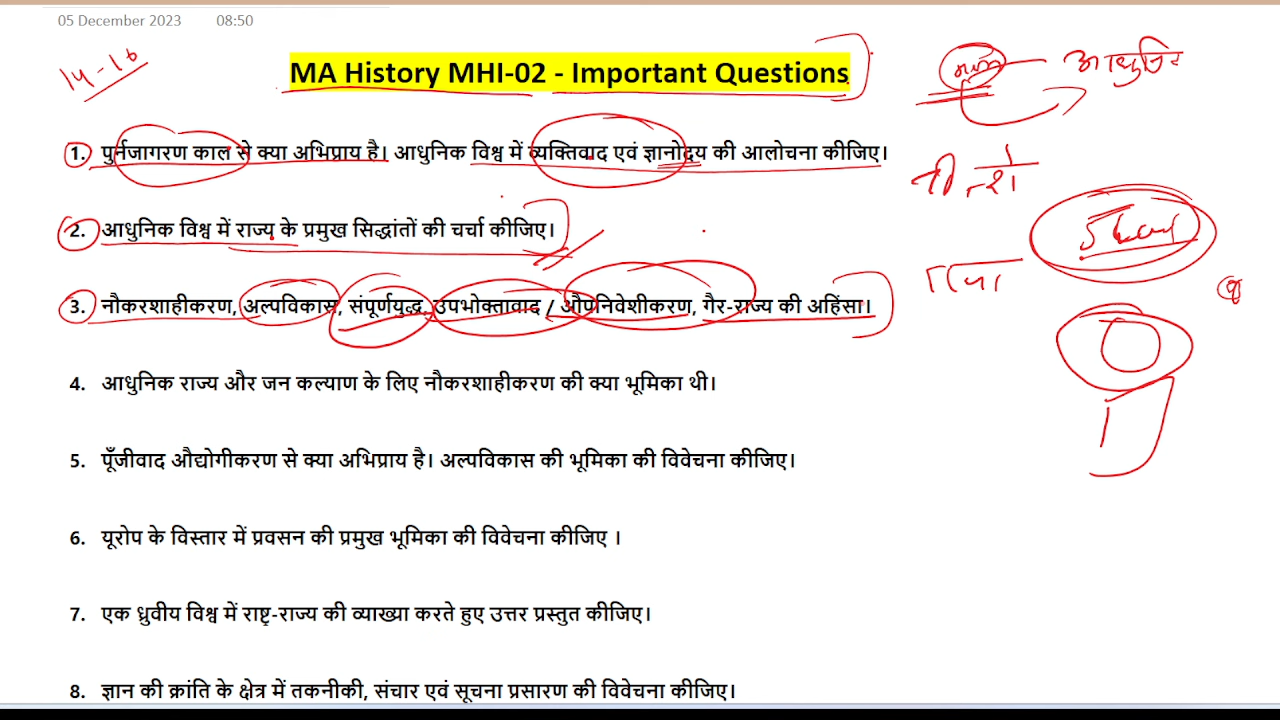 05 December 2023 08:50
14-16
MA History MHI-02 - Important Questions
1. पुर्नजागरण काल से क्या अभिप्राय है। आधुनिक विश्व में व्यक्तिवाद एवं ज्ञानोदय की आलोचना कीजिए।
2. आधुनिक विश्व में राज्य के प्रमुख सिद्धांतों की चर्चा कीजिए।
3. नौकरशाहीकरण, अल्पविकास, संपूर्णयुद्ध, उपभोक्तावाद / औपनिवेशीकरण, गैर-राज्य की अहिंसा।
4. आधुनिक राज्य और जन कल्याण के लिए नौकरशाहीकरण की क्या भूमिका थी।
5. पूँजीवाद औद्योगीकरण से क्या अभिप्राय है। अल्पविकास की भूमिका की विवेचना कीजिए।
6. यूरोप के विस्तार में प्रवसन की प्रमुख भूमिका की विवेचना कीजिए ।
7. एक ध्रुवीय विश्व में राष्ट्र-राज्य की व्याख्या करते हुए उत्तर प्रस्तुत कीजिए।
8. ज्ञान की क्रांति के क्षेत्र में तकनीकी, संचार एवं सूचना प्रसारण की विवेचना कीजिए।